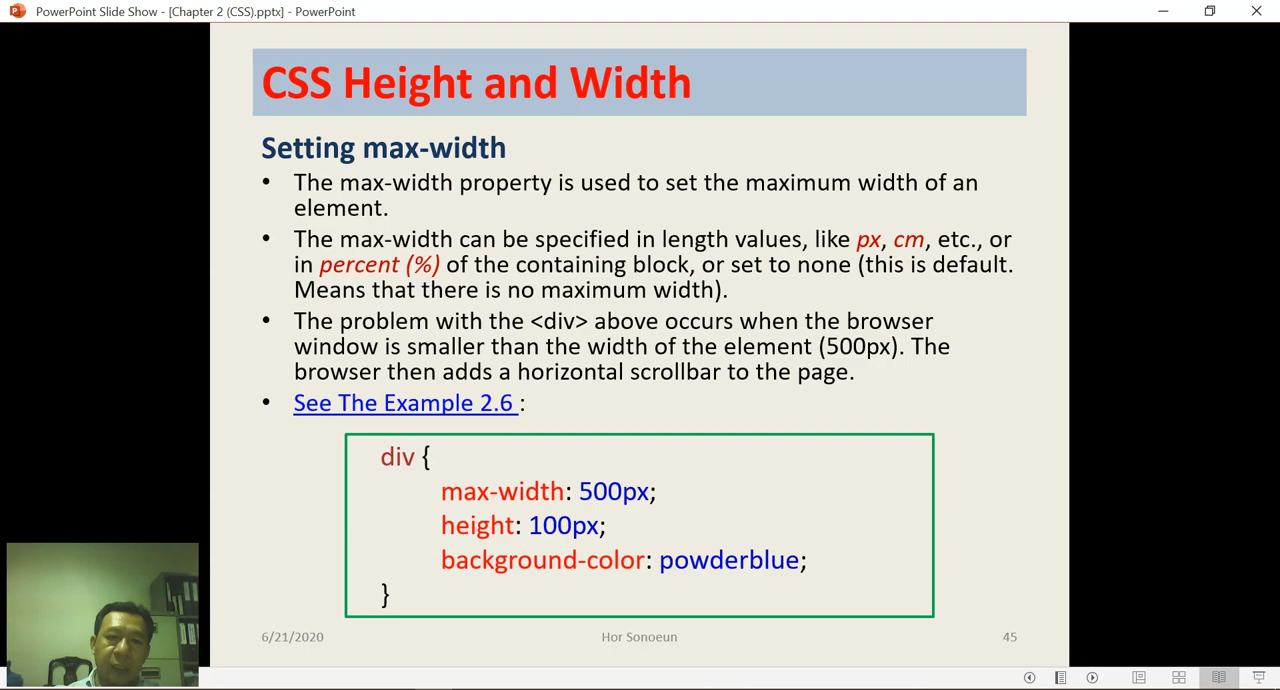 PowerPoint Slide Show - [Chapter 2 (CSS).pptx] - PowerPoint
CSS Height and Width
Setting max-width
• The max-width property is used to set the maximum width of an
element.
• The max-width can be specified in length values, like px, cm, etc., or
in percent (%) of the containing block, or set to none (this is default.
Means that there is no maximum width).
• The problem with the <div> above occurs when the browser
window is smaller than the width of the element (500px). The
browser then adds a horizontal scrollbar to the page.
• See The Example 2.6 :
div {
max-width: 500px;
height: 100px;
background-color: powderblue;
}
6/21/2020
Hor Sonoeun
45